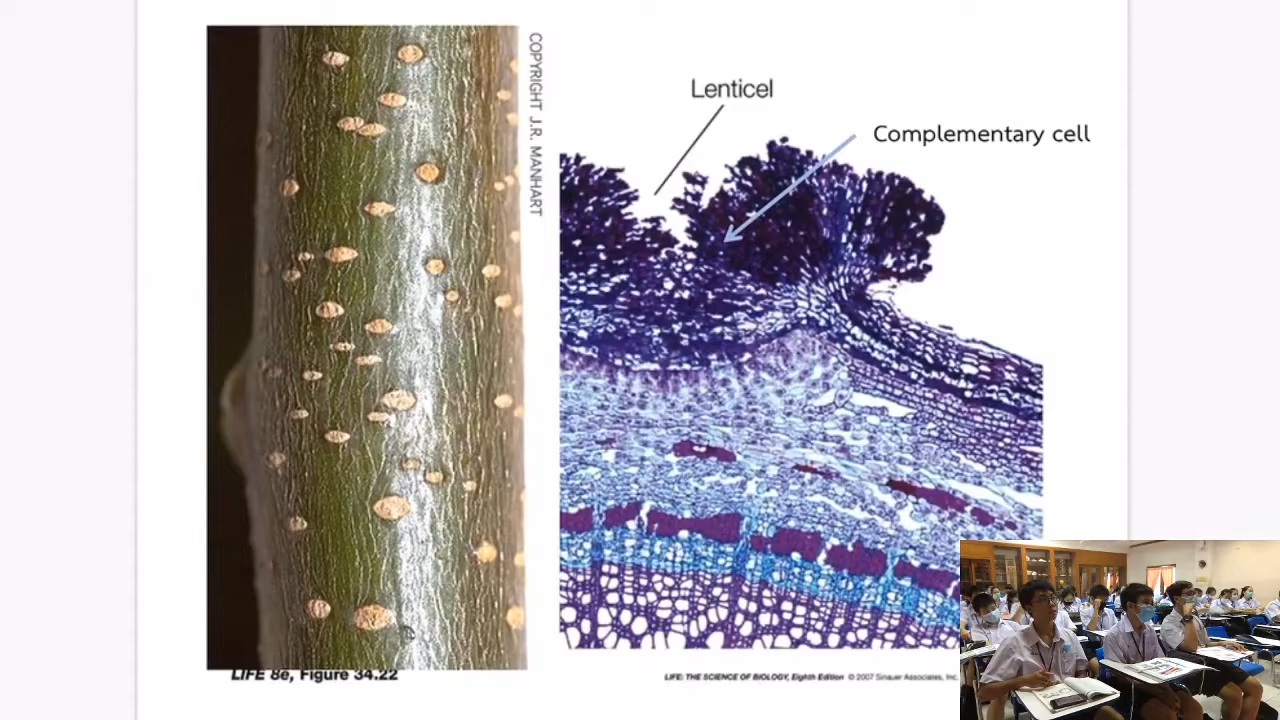 COPYRIGHT J.R. MANHART
Lenticel
Complementary cell
LIFE 8e, Figure 34.22
LIFE: THE SCIENCE OF BIOLOGY, Eighth Edition © 2007 Sinauer Associates, Inc.